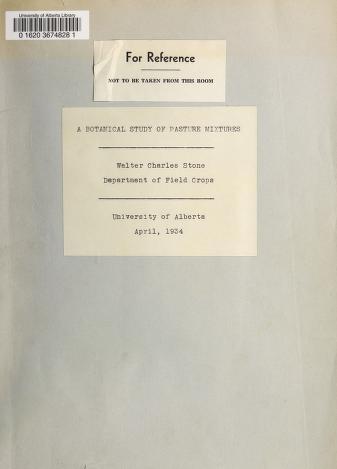 University of Alberta Library
0 1620 3674828 1
For Reference
NOT TO BE TAKEN FROM THIS ROOM
A BOTANICAL STUDY OF PASTURE MIXTURES
Walter Charles Stone
Department of Field Crops
University of Alberta
April, 1934